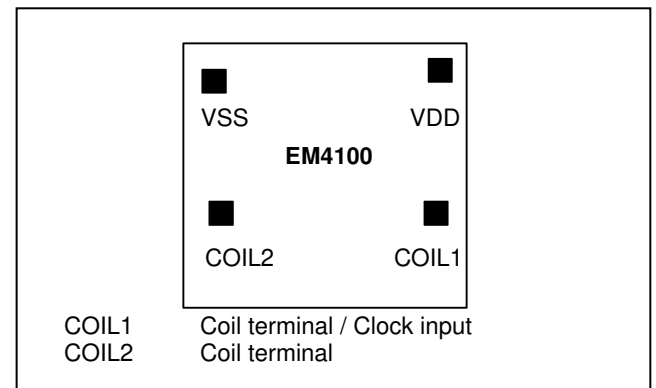 VSS VDD
EM4100
COIL2 COIL1
COIL1 Coil terminal / Clock input
COIL2 Coil terminal